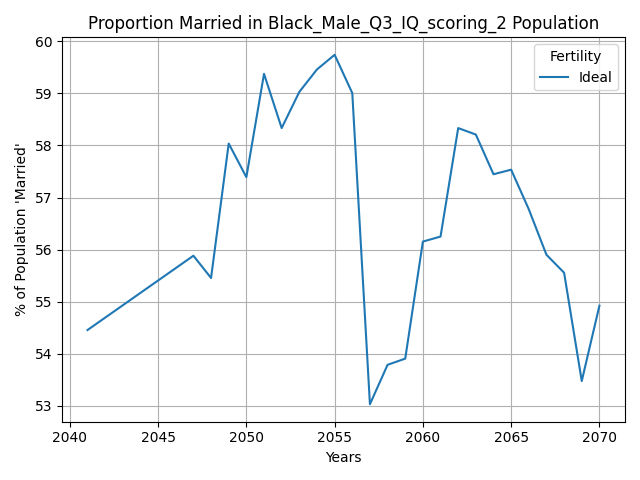 Proportion Married in Black_Male_Q3_IQ_scoring_2 Population
60
59
58
57
56
55
54
53
% of Population 'Married'
Fertility
Ideal
2040 2045 2050 2055 2060 2065 2070
Years